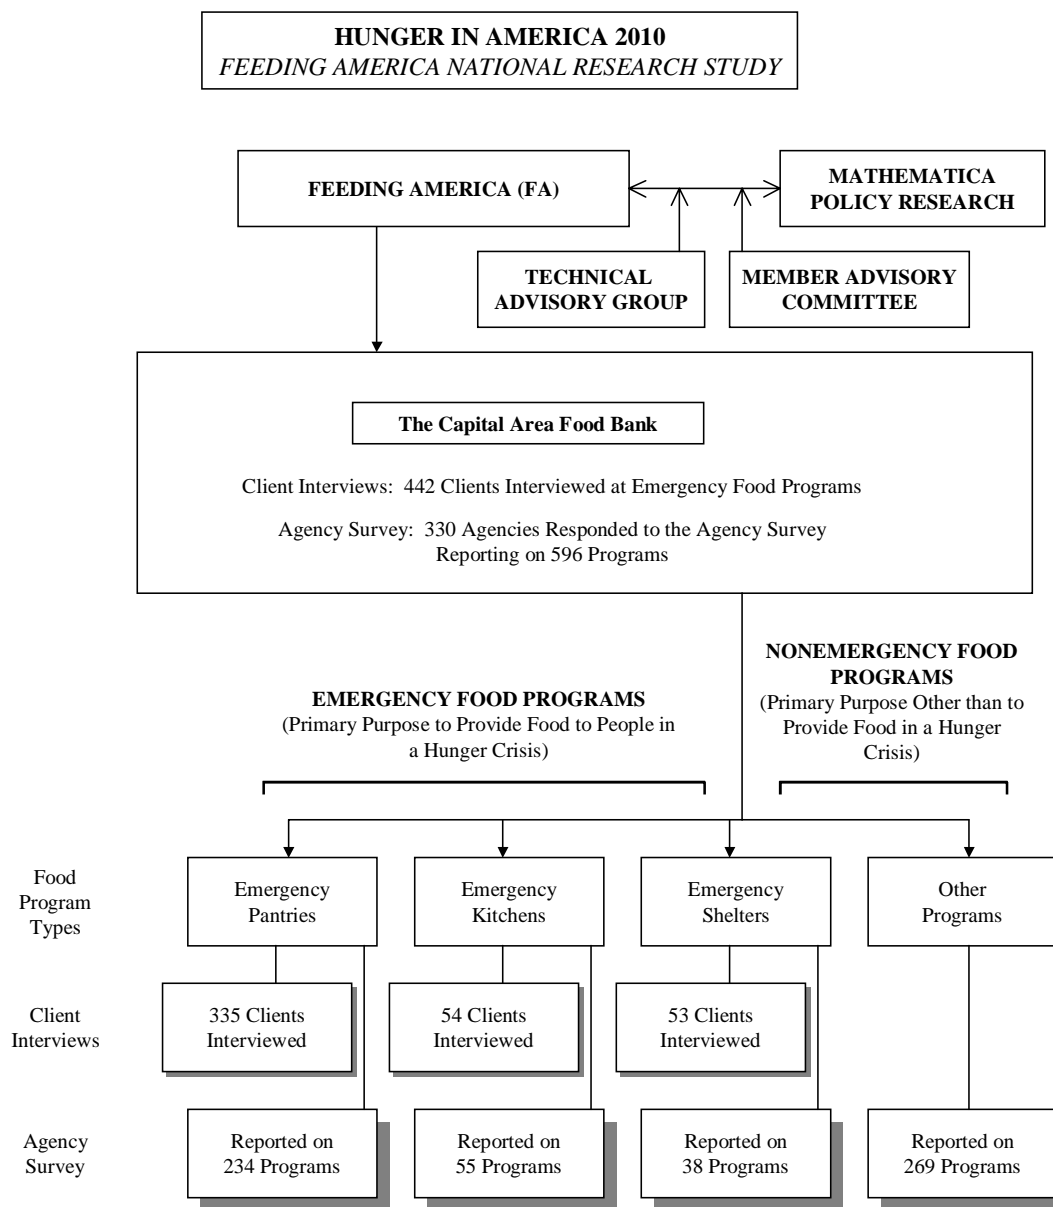 HUNGER IN AMERICA 2010
FEEDING AMERICA NATIONAL RESEARCH STUDY
FEEDING AMERICA (FA)
MATHEMATICA
POLICY RESEARCH
TECHNICAL
ADVISORY GROUP
MEMBER ADVISORY
COMMITTEE
The Capital Area Food Bank
Client Interviews:  442 Clients Interviewed at Emergency Food Programs
Agency Survey:  330 Agencies Responded to the Agency Survey
Reporting on 596 Programs
EMERGENCY FOOD PROGRAMS
(Primary Purpose to Provide Food to People in
a Hunger Crisis)
NONEMERGENCY FOOD
PROGRAMS
(Primary Purpose Other than to
Provide Food in a Hunger
Crisis)
Food
Program
Types
Emergency
Pantries
Emergency
Kitchens
Emergency
Shelters
Other
Programs
Client
Interviews
335 Clients
Interviewed
54 Clients
Interviewed
53 Clients
Interviewed
Agency
Survey
Reported on
234 Programs
Reported on
55 Programs
Reported on
38 Programs
Reported on
269 Programs